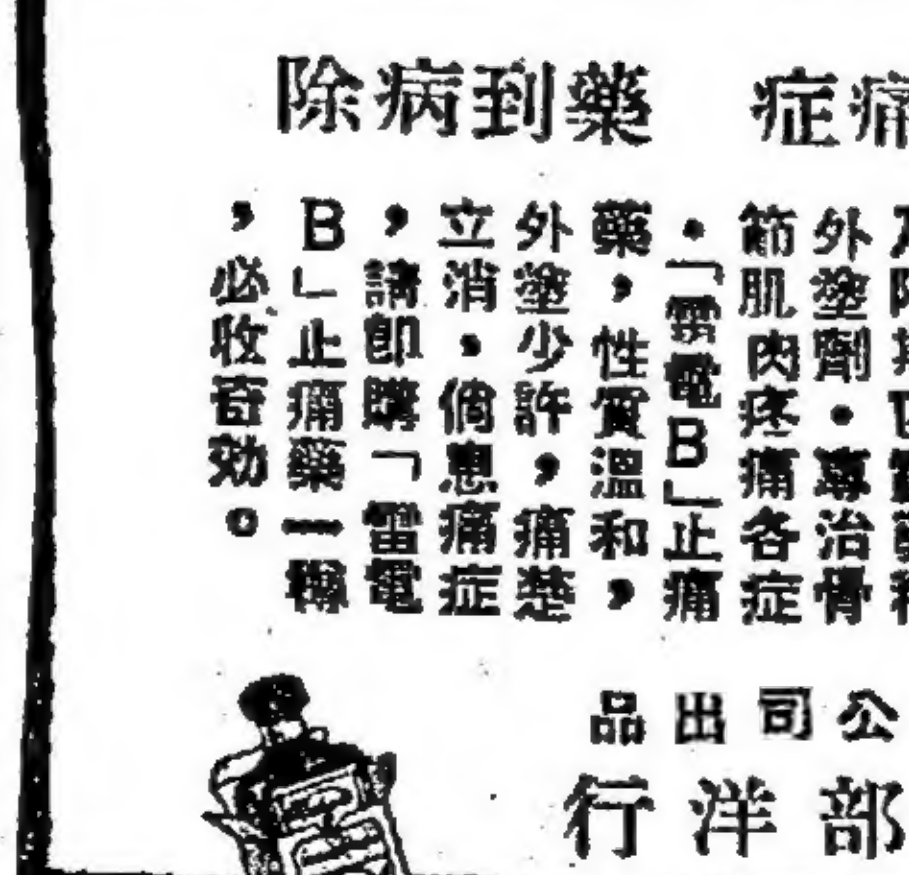 痛症 藥到病除
外塗劑・專治骨
節肌肉疼痛各症
・「雷電B」止痛
藥，性質溫和，
外塗少許，痛楚
立消・倘患痛症
，請即購「雷電
B」止痛藥一樽
，必收奇効。
公司出品
部洋行